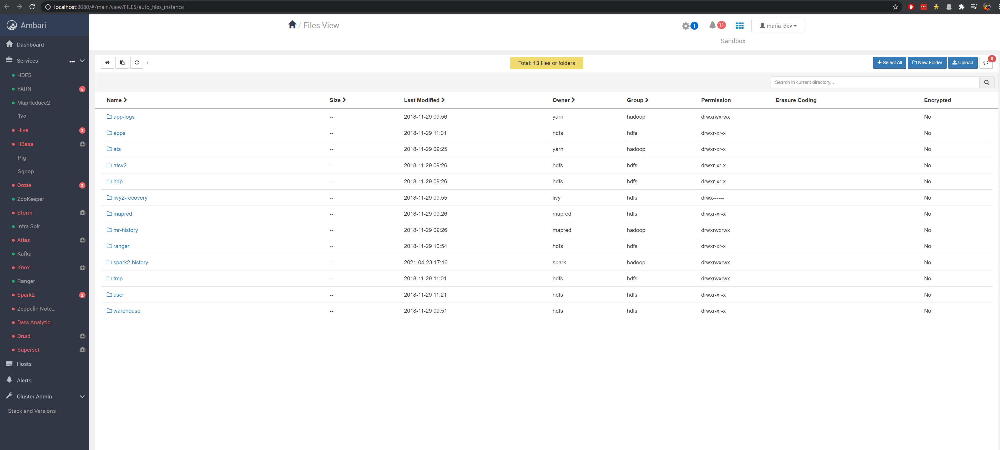 localhost:8080/#/main/view/FILES/auto_files_instance
Ambari
/ Files View
1
11
maria_dev
Sandbox
Dashboard
Services
HDFS
YARN 5
MapReduce2
Tez
Hive 2
HBase
Pig
Sqoop
Oozie 2
ZooKeeper
Storm
Infra Solr
Atlas
Kafka
Knox
Ranger
Spark2 2
Zeppelin Note...
Data Analytic...
Druid
Superset
Hosts
Alerts
Cluster Admin
Stack and Versions
/
Total: 13 files or folders
Select All
New Folder
Upload
0
Search in current directory...
Name Size Last Modified Owner Group Permission Erasure Coding Encrypted
app-logs -- 2018-11-29 09:56 yarn hadoop drwxrwxrwx No
apps -- 2018-11-29 11:01 hdfs hdfs drwxr-xr-x No
ats -- 2018-11-29 09:25 yarn hadoop drwxr-xr-x No
atsv2 -- 2018-11-29 09:26 hdfs hdfs drwxr-xr-x No
hdp -- 2018-11-29 09:26 hdfs hdfs drwxr-xr-x No
livy2-recovery -- 2018-11-29 09:55 livy hdfs drwx------ No
mapred -- 2018-11-29 09:26 mapred hdfs drwxr-xr-x No
mr-history -- 2018-11-29 09:26 mapred hadoop drwxrwxrwx No
ranger -- 2018-11-29 10:54 hdfs hdfs drwxr-xr-x No
spark2-history -- 2021-04-23 17:16 spark hadoop drwxrwxrwx No
tmp -- 2018-11-29 11:01 hdfs hdfs drwxrwxrwx No
user -- 2018-11-29 11:21 hdfs hdfs drwxr-xr-x No
warehouse -- 2018-11-29 09:51 hdfs hdfs drwxr-xr-x No